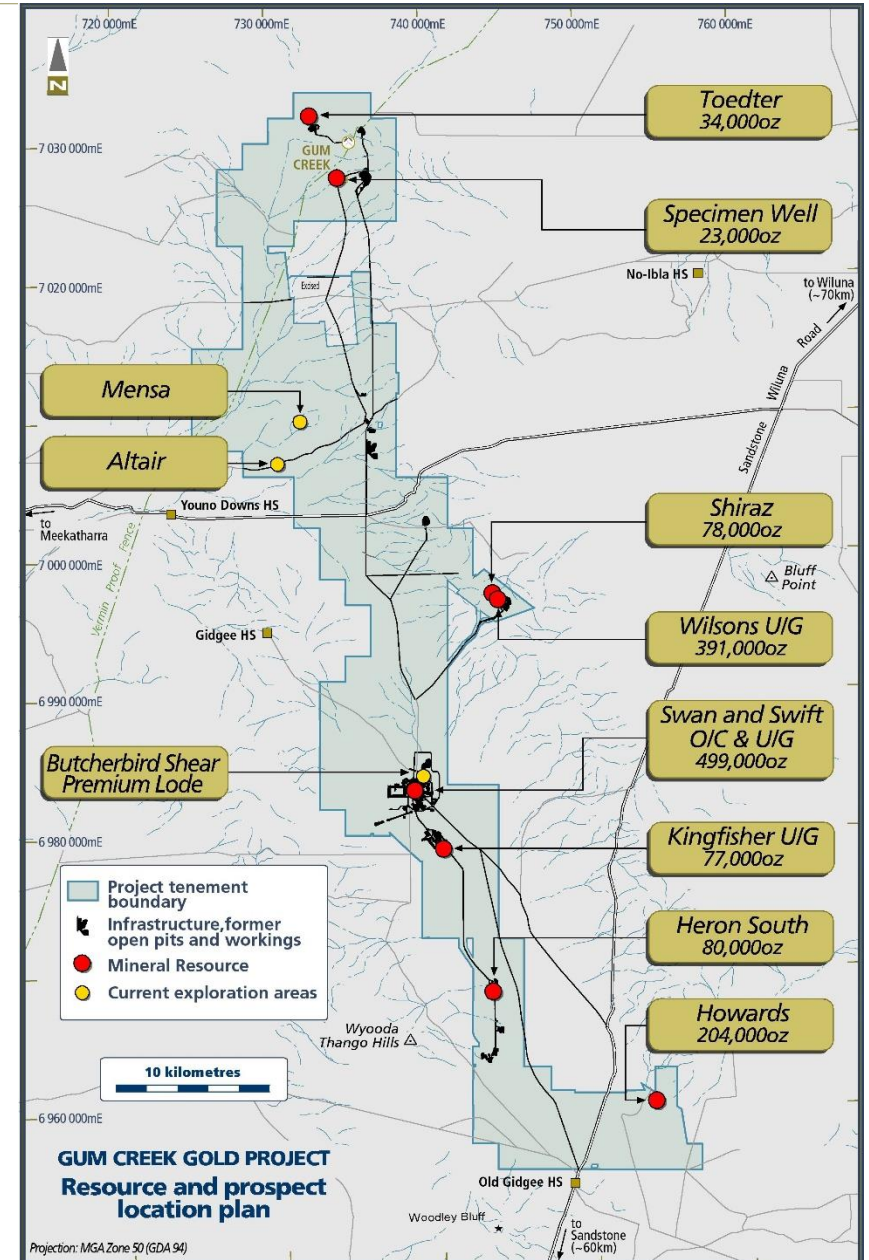 720 000mE
730 000mE
740 000mE
750 000mE
760 000mE
N
Toedter
34,000oz
7 030 000mE
GUM
CREEK
Specimen Well
23,000oz
No-Ibla HS
to Wiluna
(~70km)
7 020 000mE
Excised
Sandstone Wiluna Road
Mensa
Altair
Youno Downs HS
to
Meekatharra
Vermin Proof Fence
Shiraz
78,000oz
7 000 000mE
Bluff
Point
Gidgee HS
Wilsons U/G
391,000oz
6 990 000mE
Swan and Swift
O/C & U/G
499,000oz
Butcherbird Shear
Premium Lode
6 980 000mE
Kingfisher U/G
77,000oz
Project tenement
boundary
Infrastructure,former
open pits and workings
Mineral Resource
Current exploration areas
Heron South
80,000oz
Wyooda
Thango Hills
Howards
204,000oz
10 kilometres
6 960 000mE
GUM CREEK GOLD PROJECT
Resource and prospect
location plan
Old Gidgee HS
Woodley Bluff
to
Sandstone
(~60km)
Projection: MGA Zone 50 (GDA 94)